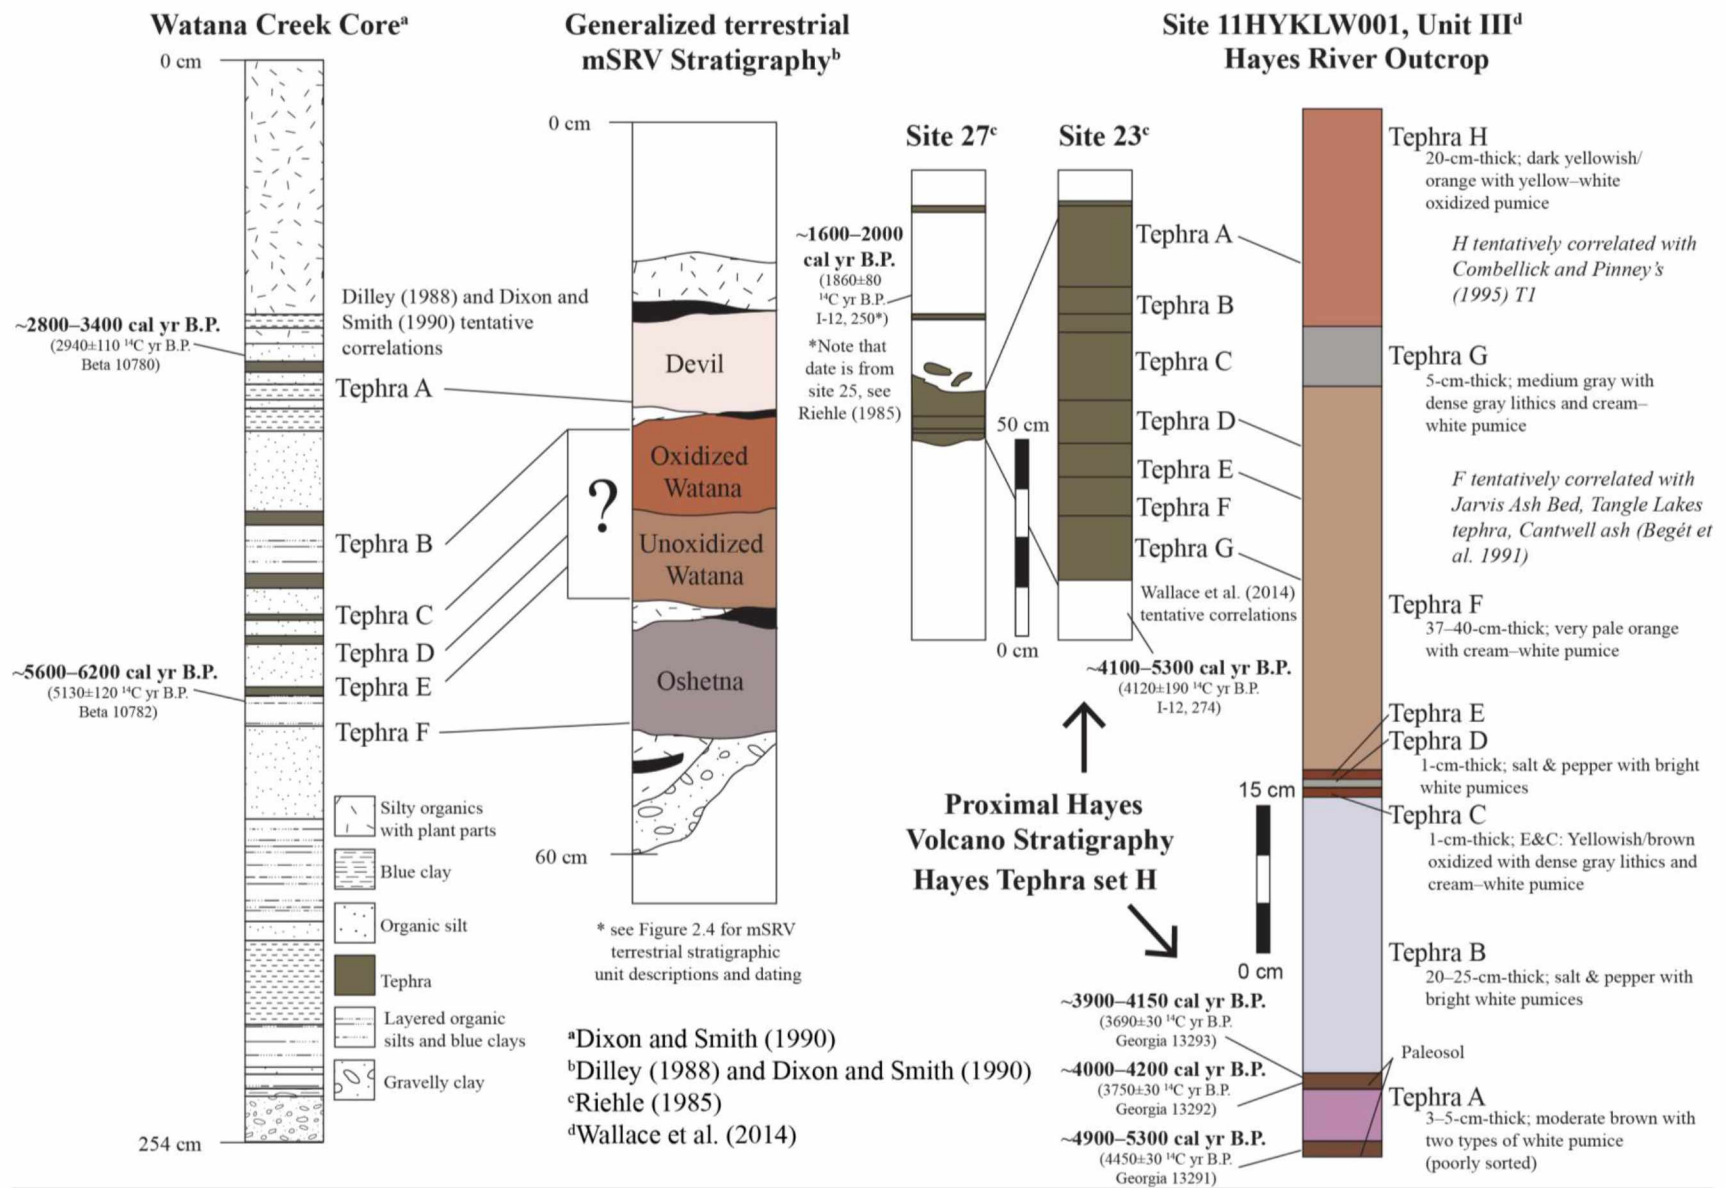 Watana Creek Coreᵃ
0 cm
~2800–3400 cal yr B.P.
(2940±110 ¹⁴C yr B.P.
Beta 10780)
~5600–6200 cal yr B.P.
(5130±120 ¹⁴C yr B.P.
Beta 10782)
254 cm
Dilley (1988) and Dixon and
Smith (1990) tentative
correlations
Tephra A
Tephra B
Tephra C
Tephra D
Tephra E
Tephra F
Silty organics
with plant parts
Blue clay
Organic silt
Tephra
Layered organic
silts and blue clays
Gravelly clay
Generalized terrestrial
mSRV Stratigraphyᵇ
0 cm
Devil
Oxidized
Watana
?
Unoxidized
Watana
Oshetna
60 cm
* see Figure 2.4 for mSRV
terrestrial stratigraphic
unit descriptions and dating
ᵃDixon and Smith (1990)
ᵇDilley (1988) and Dixon and Smith (1990)
ᶜRiehle (1985)
ᵈWallace et al. (2014)
Site 27ᶜ
~1600–2000
cal yr B.P.
(1860±80
¹⁴C yr B.P.
I-12, 250*)
*Note that
date is from
site 25, see
Riehle (1985)
50 cm
0 cm
Site 23ᶜ
Tephra A
Tephra B
Tephra C
Tephra D
Tephra E
Tephra F
Tephra G
Wallace et al. (2014)
tentative correlations
~4100–5300 cal yr B.P.
(4120±190 ¹⁴C yr B.P.
I-12, 274)
Proximal Hayes
Volcano Stratigraphy
Hayes Tephra set H
Site 11HYKLW001, Unit IIIᵈ
Hayes River Outcrop
Tephra H
20-cm-thick; dark yellowish/
orange with yellow–white
oxidized pumice
H tentatively correlated with
Combellick and Pinney’s
(1995) T1
Tephra G
5-cm-thick; medium gray with
dense gray lithics and cream–
white pumice
F tentatively correlated with
Jarvis Ash Bed, Tangle Lakes
tephra, Cantwell ash (Begét et
al. 1991)
Tephra F
37–40-cm-thick; very pale orange
with cream–white pumice
Tephra E
Tephra D
1-cm-thick; salt & pepper with bright
white pumices
Tephra C
1-cm-thick; E&C: Yellowish/brown
oxidized with dense gray lithics and
cream–white pumice
15 cm
0 cm
Tephra B
20–25-cm-thick; salt & pepper with
bright white pumices
~3900–4150 cal yr B.P.
(3690±30 ¹⁴C yr B.P.
Georgia 13293)
~4000–4200 cal yr B.P.
(3750±30 ¹⁴C yr B.P.
Georgia 13292)
~4900–5300 cal yr B.P.
(4450±30 ¹⁴C yr B.P.
Georgia 13291)
Paleosol
Tephra A
3–5-cm-thick; moderate brown with
two types of white pumice
(poorly sorted)